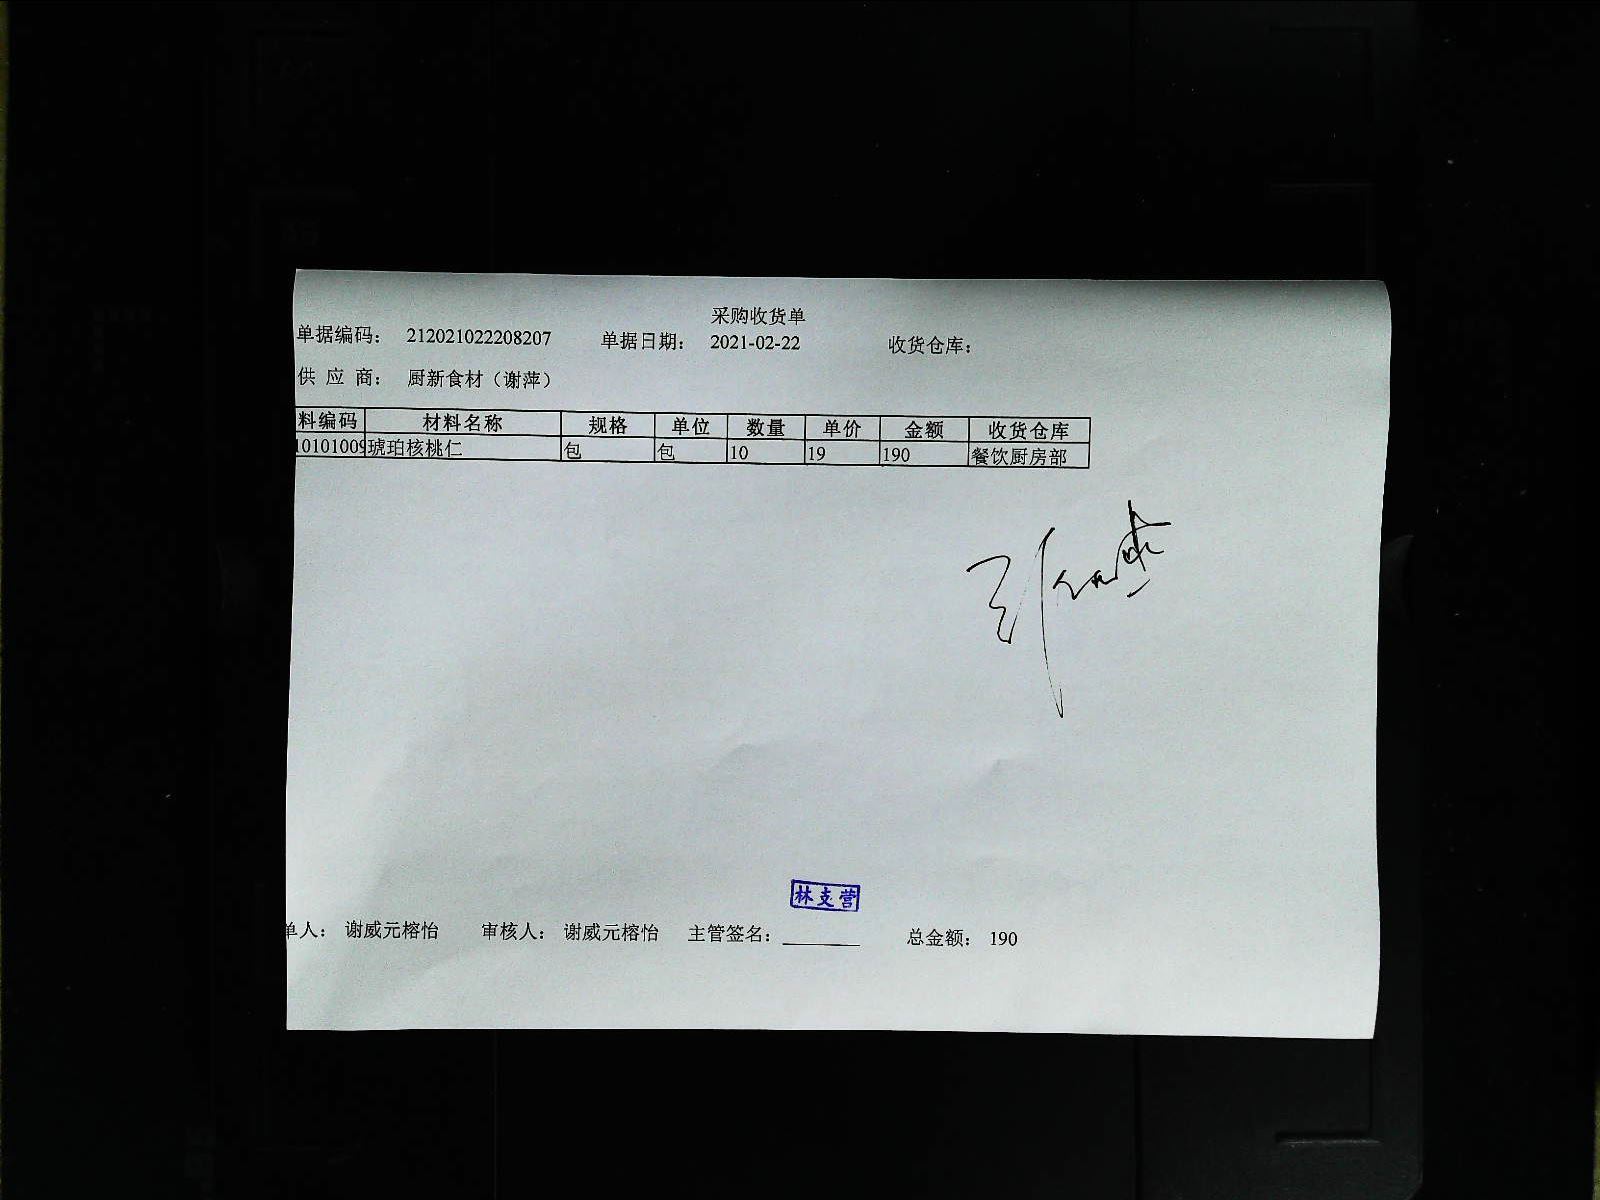 采购收货单
单据编码： 212021022208207 单据日期： 2021-02-22 收货仓库：
供 应 商： 厨新食材（谢萍）
料编码 材料名称 规格 单位 数量 单价 金额 收货仓库
10101009 琥珀核桃仁 包 包 10 19 190 餐饮厨房部
林支营
单人： 谢威元榕怡 审核人： 谢威元榕怡 主管签名： 总金额： 190